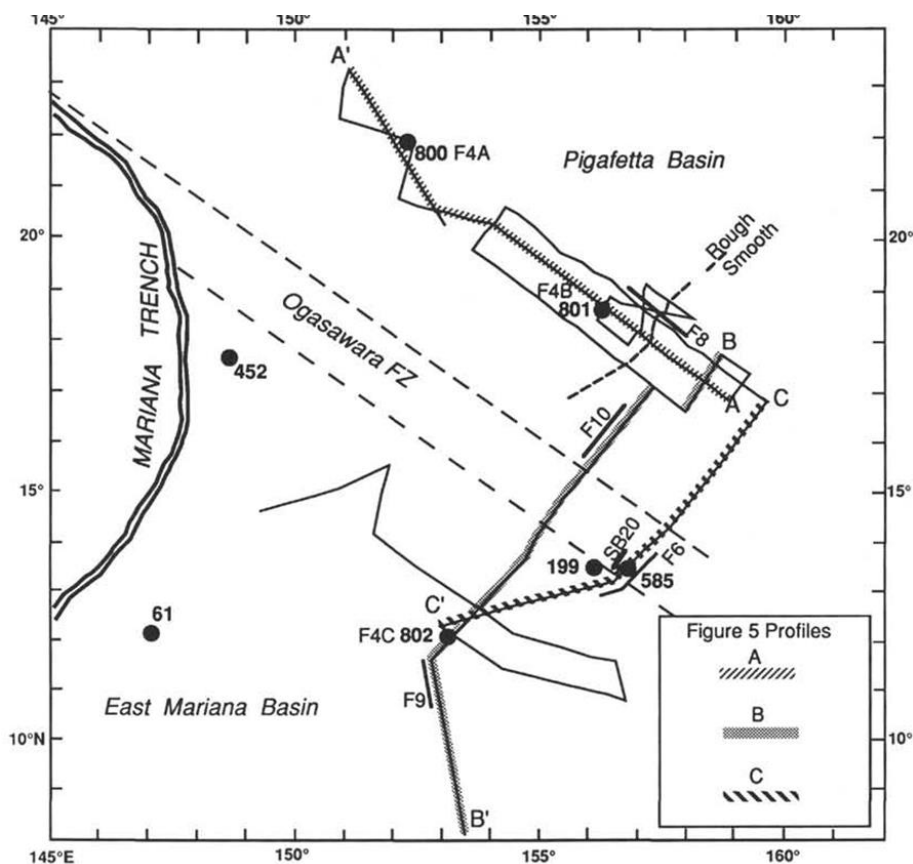 145° 150° 155° 160°
A'
800 F4A
Pigafetta Basin
20° 20°
Rough
Smooth
MARIANA TRENCH
Ogasawara FZ
F4B
801
F8
B
452
A
C
F10
15° 15°
SB20
199
F6
585
61
C'
F4C 802
Figure 5 Profiles
A
F9
East Mariana Basin
10°N 10°
B
C
B'
145°E 150° 155° 160°